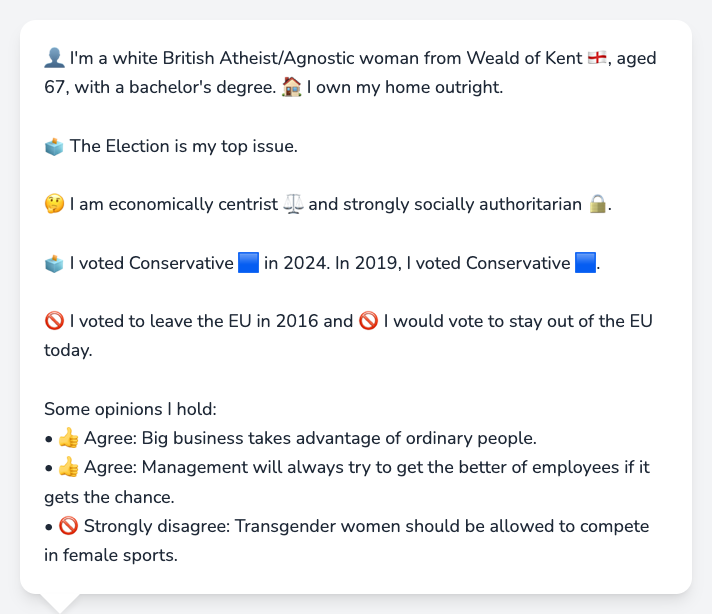 👤 I'm a white British Atheist/Agnostic woman from Weald of Kent 🏴󠁧󠁢󠁥󠁮󠁧󠁿, aged
67, with a bachelor's degree. 🏠 I own my home outright.
🗳️ The Election is my top issue.
🤔 I am economically centrist ⚖️ and strongly socially authoritarian 🔒.
🗳️ I voted Conservative 🟦 in 2024. In 2019, I voted Conservative 🟦.
🚫 I voted to leave the EU in 2016 and 🚫 I would vote to stay out of the EU
today.
Some opinions I hold:
• 👍 Agree: Big business takes advantage of ordinary people.
• 👍 Agree: Management will always try to get the better of employees if it
gets the chance.
• 🚫 Strongly disagree: Transgender women should be allowed to compete
in female sports.